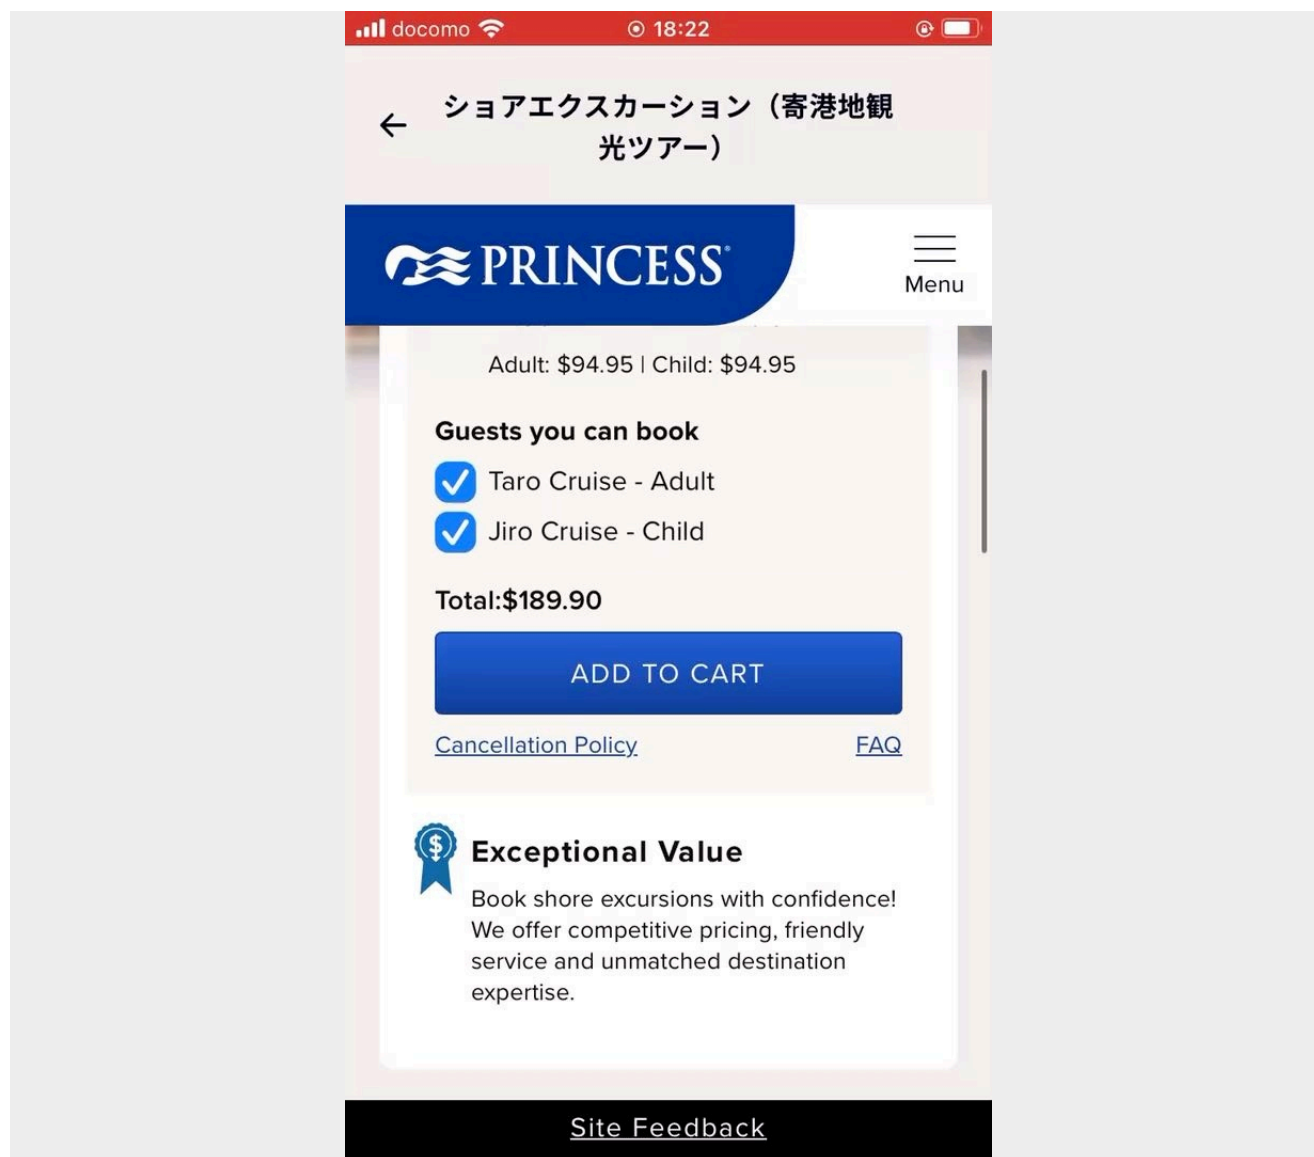 docomo 18:22
ショアエクスカーション（寄港地観
光ツアー）
PRINCESS
Menu
Adult: $94.95 | Child: $94.95
Guests you can book
Taro Cruise - Adult
Jiro Cruise - Child
Total:$189.90
ADD TO CART
Cancellation Policy FAQ
Exceptional Value
Book shore excursions with confidence!
We offer competitive pricing, friendly
service and unmatched destination
expertise.
Site Feedback